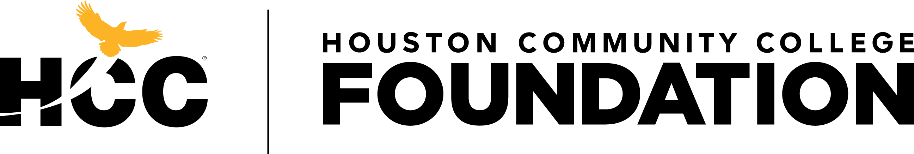 HCC
HOUSTON COMMUNITY COLLEGE
FOUNDATION